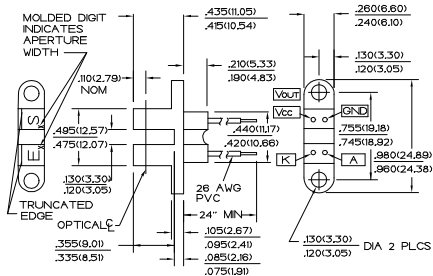 MOLDED DIGIT
INDICATES
APERTURE
WIDTH
.435(11.05)
.415(10.54)
.260(6.60)
.240(6.10)
.210(5.33)
.190(4.83)
.110(2.79)
NOM
.130(3.30)
.120(3.05)
VOUT
VCC
GND
S
E
.495(12.57)
.475(12.07)
.440(11.17)
.420(10.66)
.755(19.18)
.745(18.92)
K
A
.980(24.89)
.960(24.38)
.130(3.30)
.120(3.05)
26 AWG
PVC
24" MIN
TRUNCATED
EDGE
OPTICAL ℄
.105(2.67)
.095(2.41)
.355(9.01)
.335(8.51)
.085(2.16)
.075(1.91)
.130(3.30)
.120(3.05)
DIA 2 PLCS